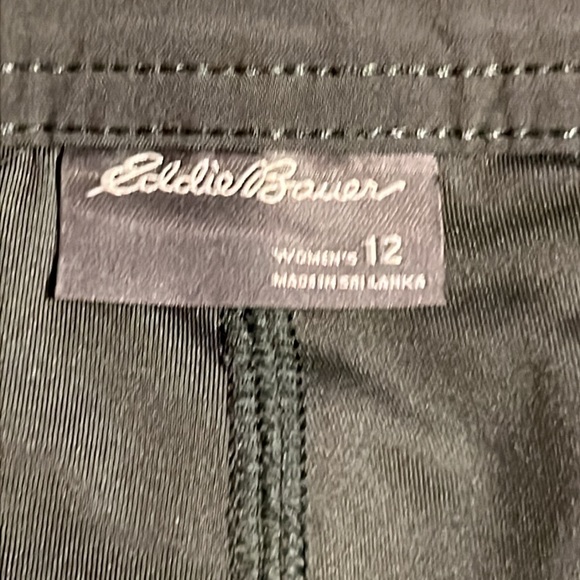 Eddie Bauer
WOMEN'S 12
MADE IN SRI LANKA